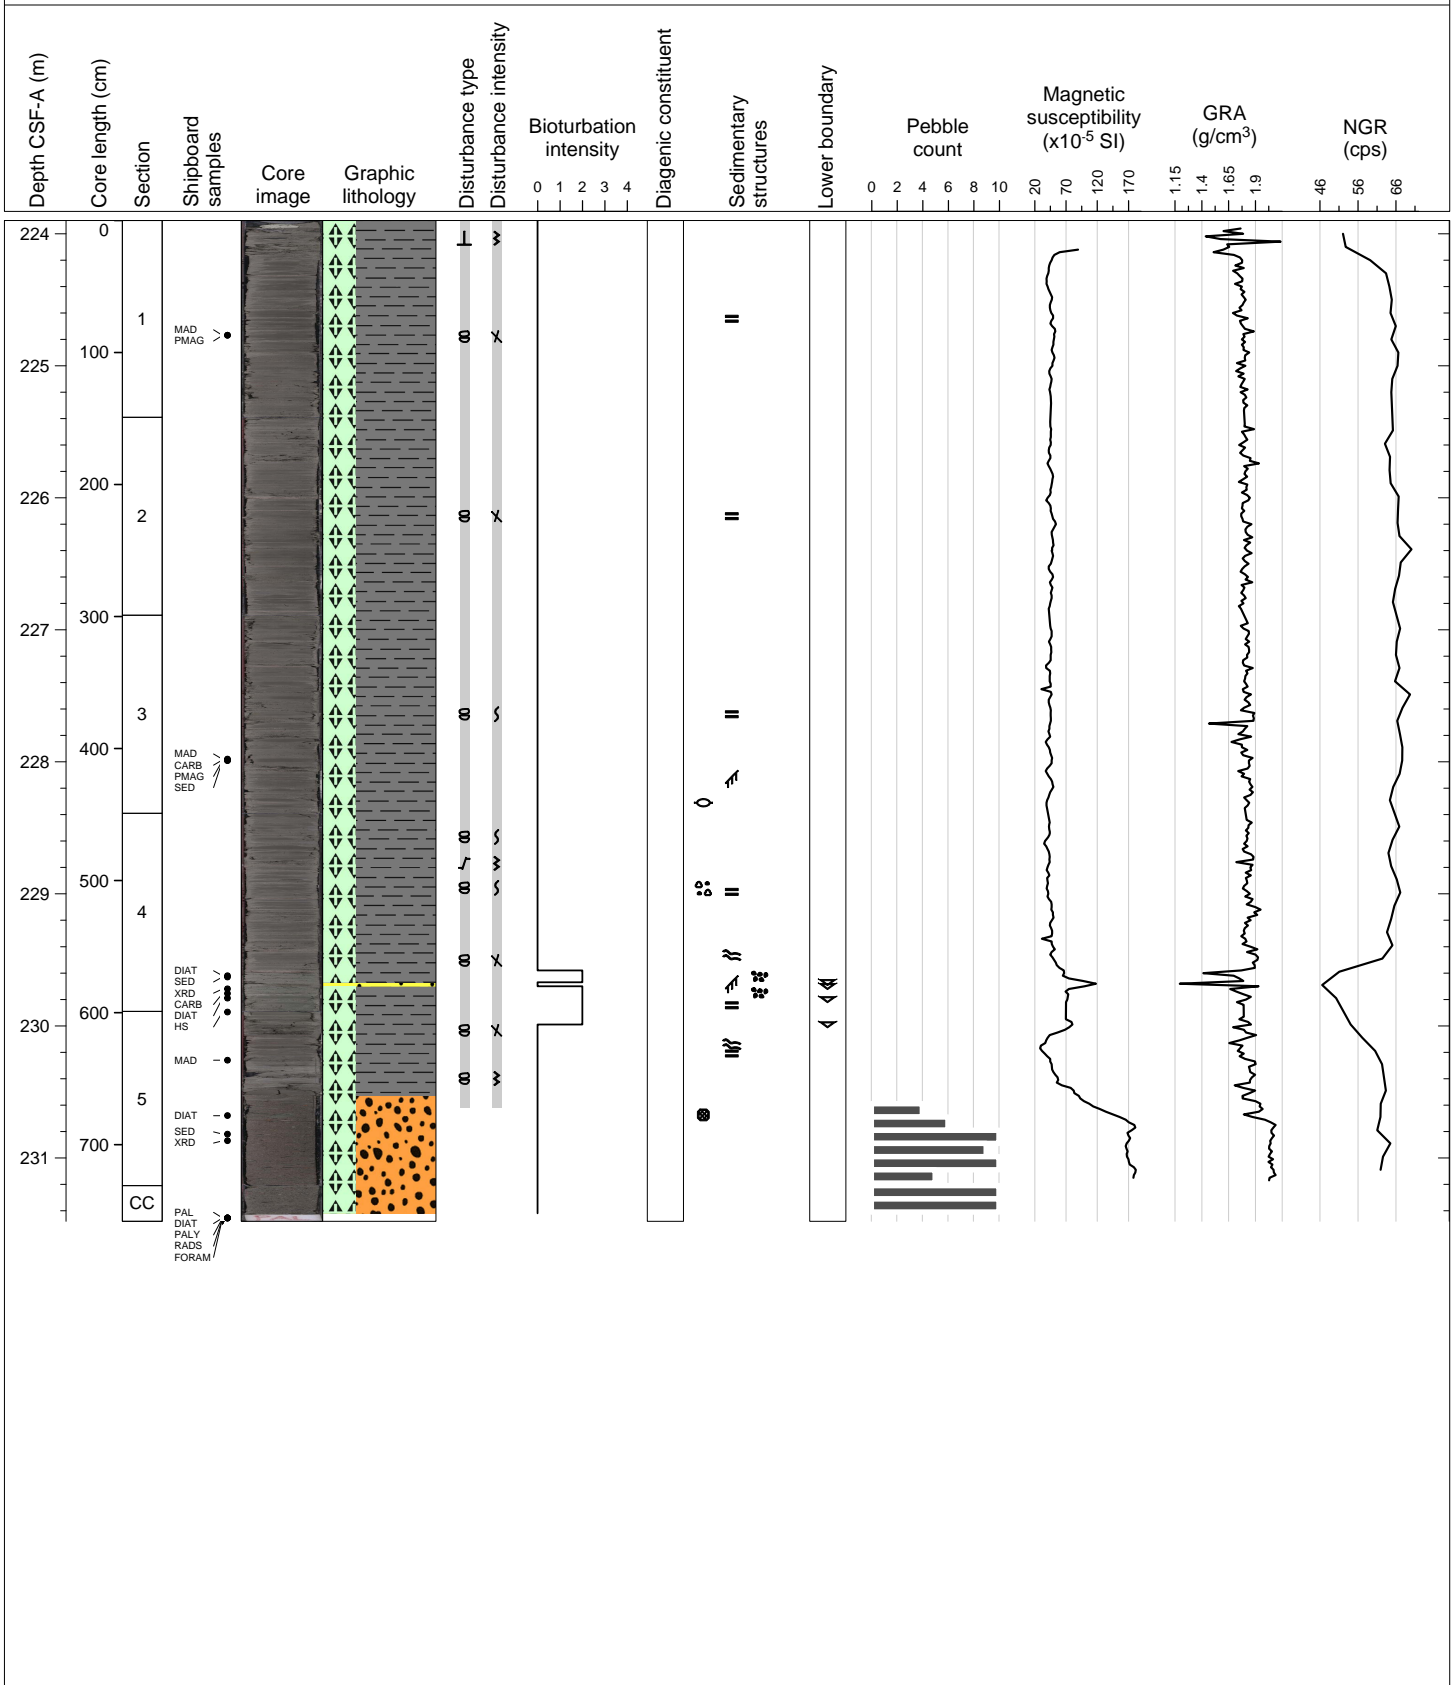 Depth CSF-A (m)
Core length (cm)
Section
Shipboard
samples
Core
image
Graphic
lithology
Disturbance type
Disturbance intensity
Bioturbation
intensity
0 1 2 3 4
Diagenic constituent
Sedimentary
structures
Lower boundary
Pebble
count
0 2 4 6 8 10
Magnetic
susceptibility
(x10-5 SI)
20 70 120 170
GRA
(g/cm3)
1.15 1.4 1.65 1.9
NGR
(cps)
46 56 66
224
225
226
227
228
229
230
231
0
100
200
300
400
500
600
700
1
2
3
4
5
CC
MAD
PMAG
MAD
CARB
PMAG
SED
DIAT
SED
XRD
CARB
DIAT
HS
MAD
DIAT
SED
XRD
PAL
DIAT
PALY
RADS
FORAM